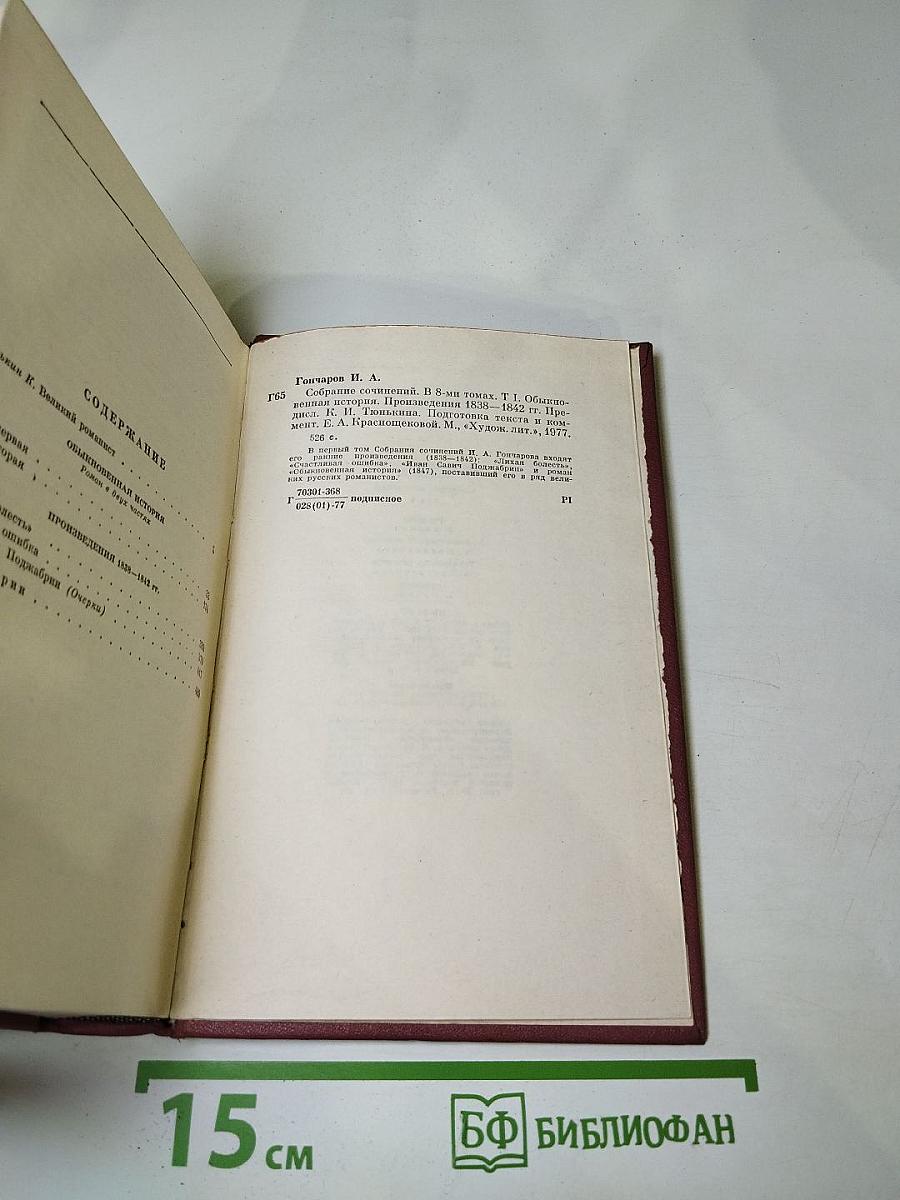 СОДЕРЖАНИЕ
К. Великий романист
ОБЫКНОВЕННАЯ ИСТОРИЯ
Роман в двух частях
ПРОИЗВЕДЕНИЯ 1838—1842 гг.
ошибка
Поджабрин (Очерки)
Гончаров И. А.
Г65 Собрание сочинений. В 8-ми томах. Т I. Обыкно-
венная история. Произведения 1838—1842 гг. Пре-
дисл. К. И. Тюнькина. Подготовка текста и ком-
мент. Е. А. Краснощековой. М., «Худож. лит.», 1977.
526 с.
В первый том Собрания сочинений И. А. Гончарова входят
его ранние произведения (1838—1842): «Лихая болесть»,
«Счастливая ошибка», «Иван Савич Поджабрин» и роман
«Обыкновенная история» (1847), поставивший его в ряд вели-
ких русских романистов.
70301-368
Г подписное РI
028(01)-77
15 см
БФ БИБЛИОФАН